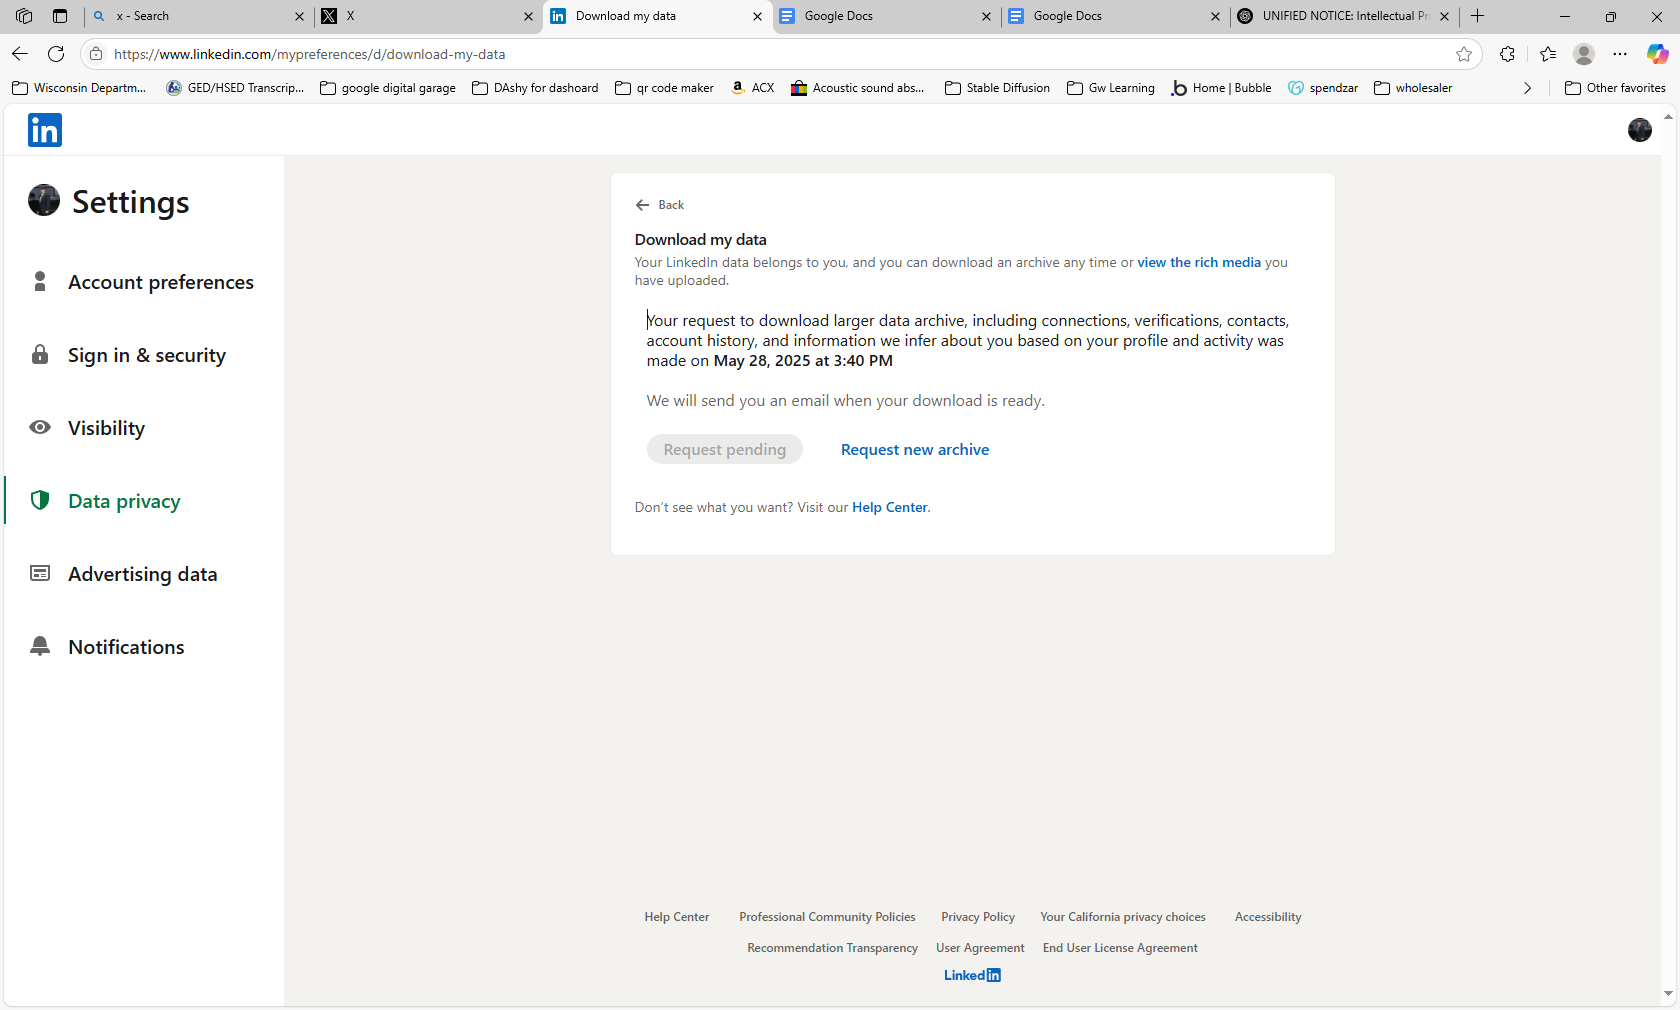 x - Search
X
Download my data
Google Docs
Google Docs
UNIFIED NOTICE: Intellectual Pr
https://www.linkedin.com/mypreferences/d/download-my-data
Wisconsin Departm...
GED/HSED Transcrip...
google digital garage
DAshy for dashoard
qr code maker
ACX
Acoustic sound abs...
Stable Diffusion
Gw Learning
Home | Bubble
spendzar
wholesaler
Other favorites
in
Settings
Account preferences
Sign in & security
Visibility
Data privacy
Advertising data
Notifications
Back
Download my data
Your LinkedIn data belongs to you, and you can download an archive any time or view the rich media you
have uploaded.
Your request to download larger data archive, including connections, verifications, contacts,
account history, and information we infer about you based on your profile and activity was
made on May 28, 2025 at 3:40 PM
We will send you an email when your download is ready.
Request pending
Request new archive
Don't see what you want? Visit our Help Center.
Help Center
Professional Community Policies
Privacy Policy
Your California privacy choices
Accessibility
Recommendation Transparency
User Agreement
End User License Agreement
Linked in